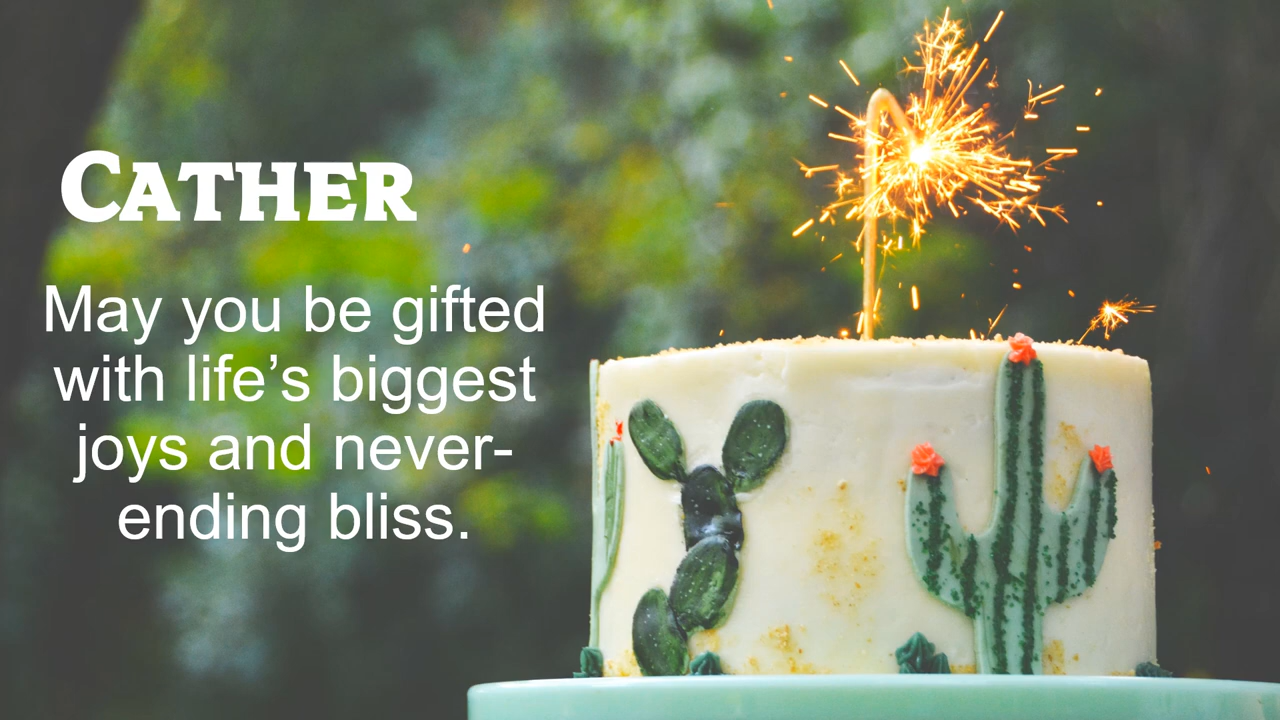 CATHER
May you be gifted
with life’s biggest
joys and never-
ending bliss.